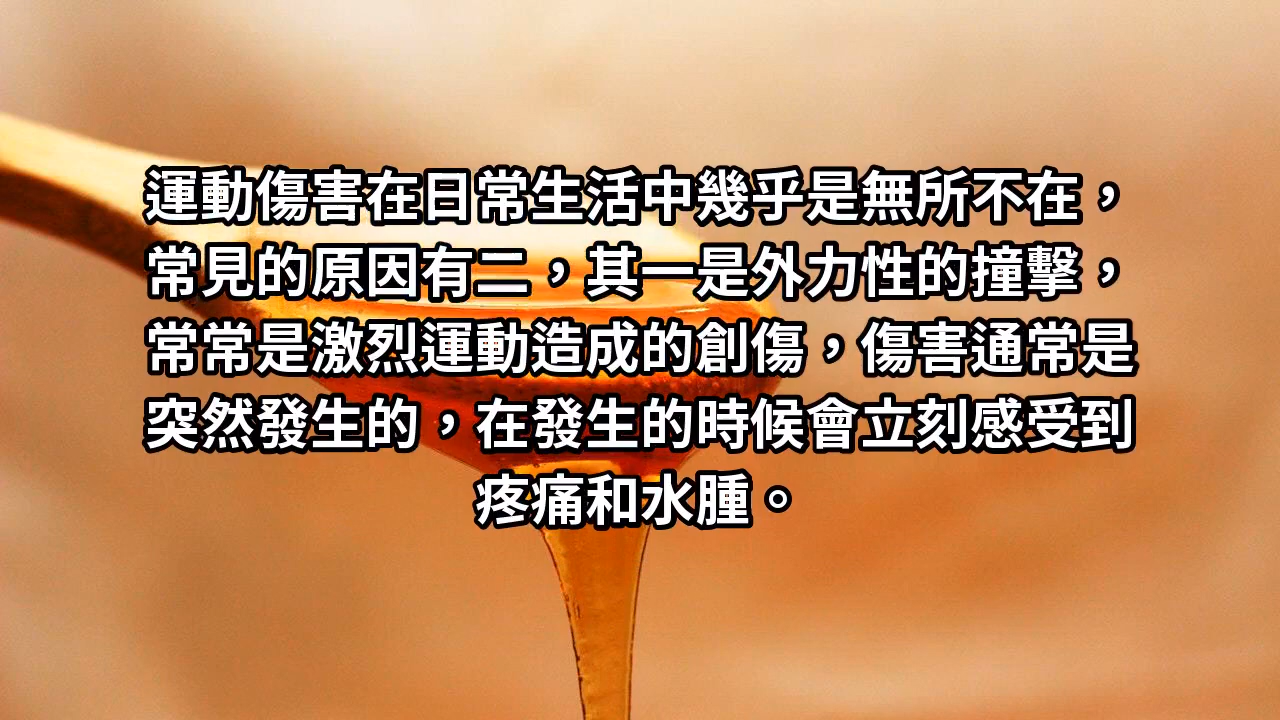 運動傷害在日常生活中幾乎是無所不在，
常見的原因有二，其一是外力性的撞擊，
常常是激烈運動造成的創傷，傷害通常是
突然發生的，在發生的時候會立刻感受到
疼痛和水腫。